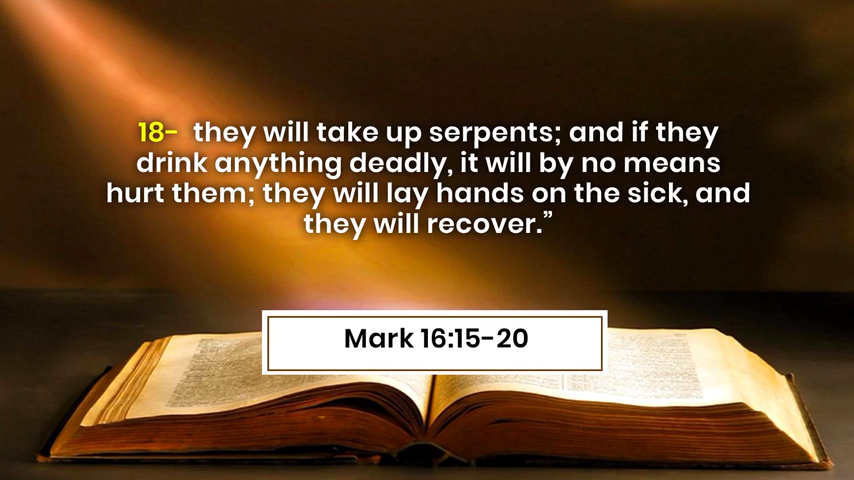 18- they will take up serpents; and if they
drink anything deadly, it will by no means
hurt them; they will lay hands on the sick, and
they will recover.”
Mark 16:15-20